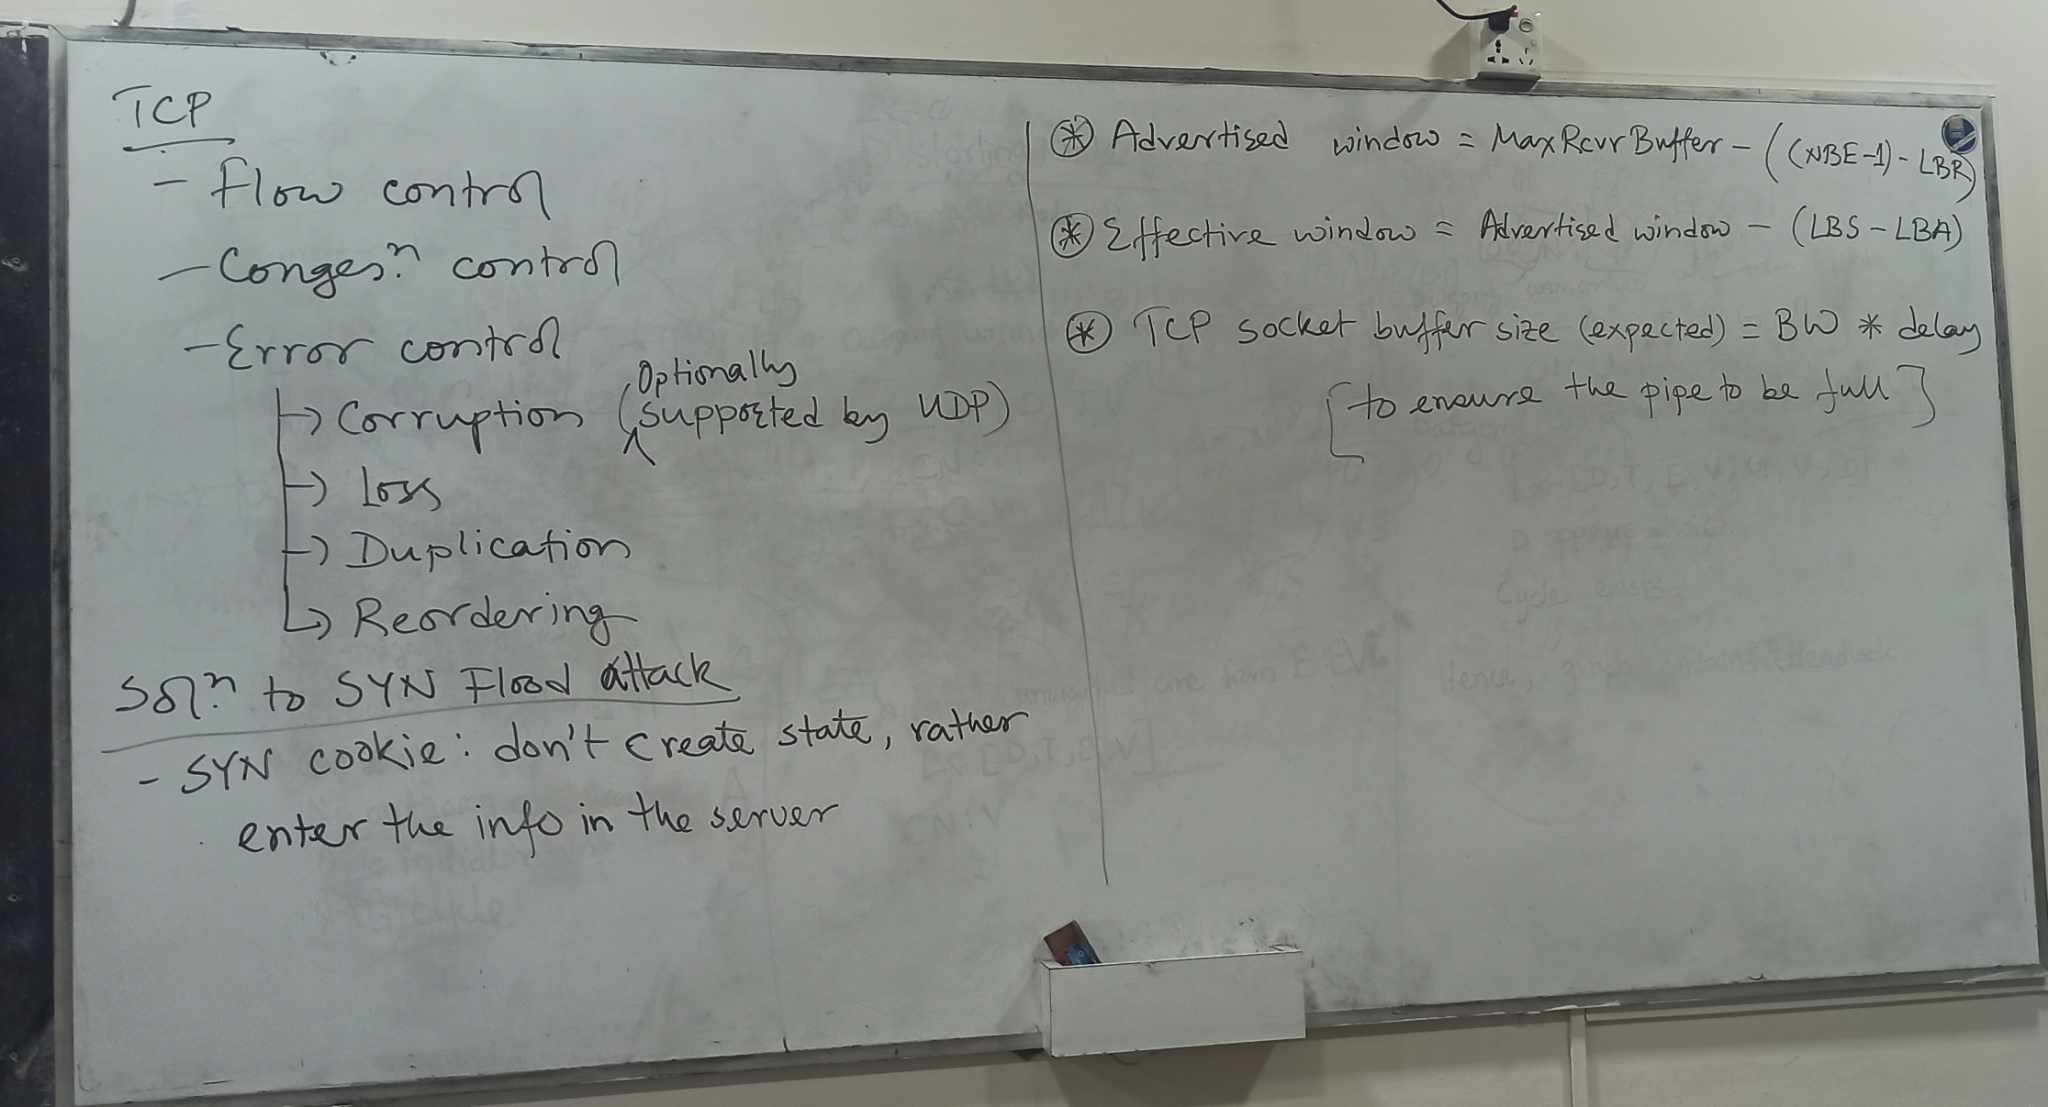 TCP
- Flow control
- Congesⁿ control
- Error control
→ Corruption (Optionally supported by UDP)
→ Loss
→ Duplication
→ Reordering
Solⁿ to SYN Flood attack
- SYN cookie: don't create state, rather
enter the info in the server
* Advertised window = MaxRcvrBuffer - ((NBE-1) - LBR)
* Effective window = Advertised window - (LBS - LBA)
* TCP socket buffer size (expected) = BW * delay
[to ensure the pipe to be full]